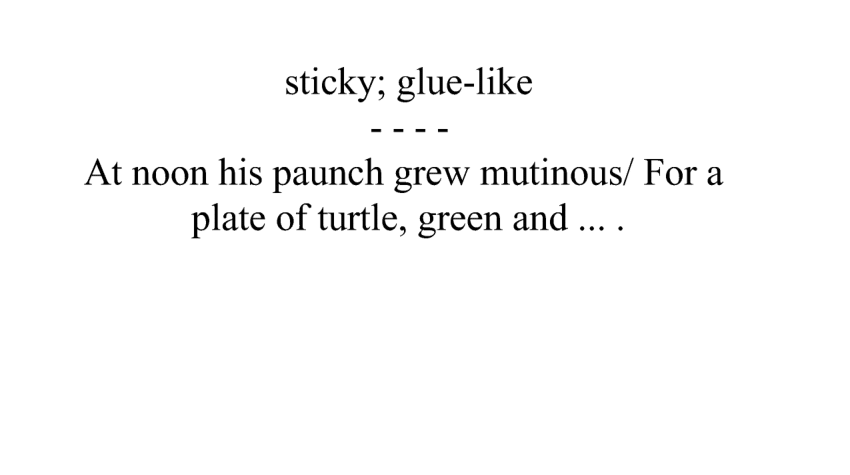 sticky; glue-like
- - - -
At noon his paunch grew mutinous/ For a
plate of turtle, green and ... .